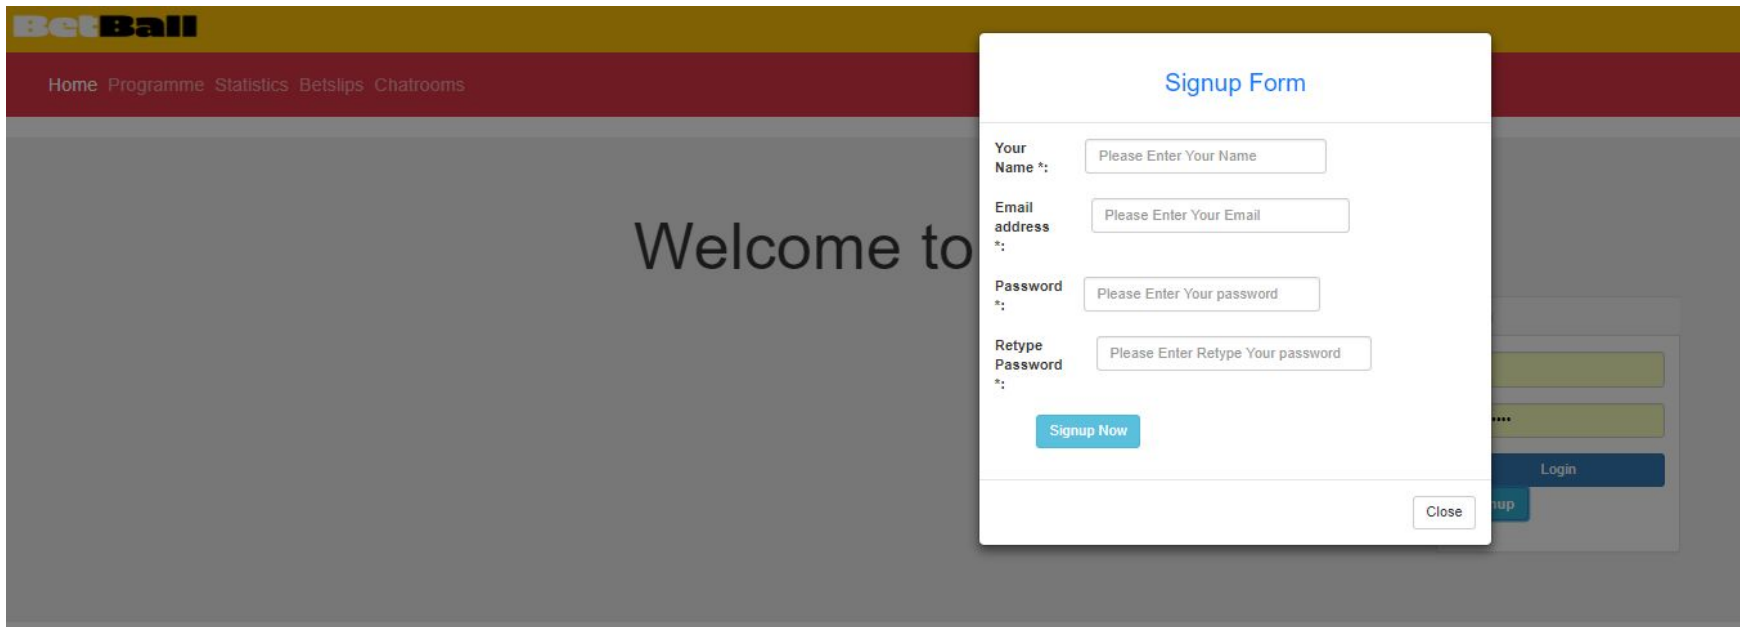 BetBall
Home Programme Statistics Betslips Chatrooms
Welcome to
Signup Form
Your
Name *:
Please Enter Your Name
Email
address
*:
Please Enter Your Email
Password
*:
Please Enter Your password
Retype
Password
*:
Please Enter Retype Your password
Signup Now
Close
Login
nup